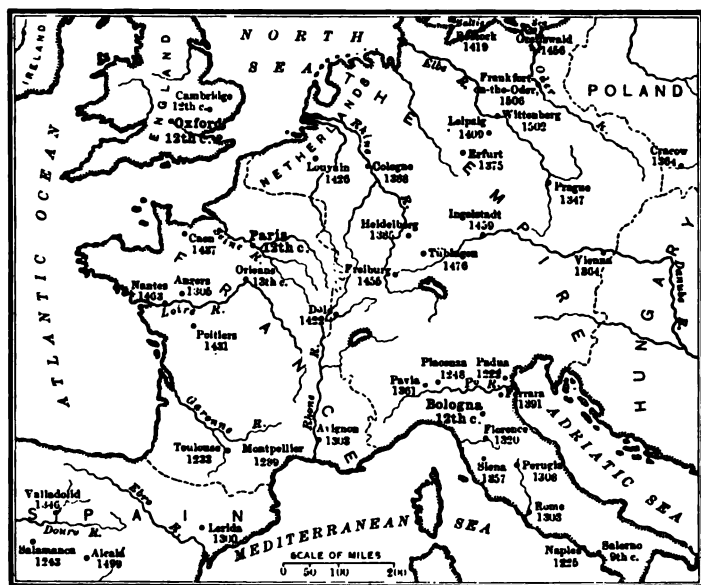 NORTH
SEA
Baltic
Sea
Rostock
1419
Greifswald
1456
IRELAND
ENGLAND
Cambridge
12th c.
Oxford
12th c.
THE
EMPIRE
Elbe R.
Oder R.
Frankfort
on-the-Oder,
1506
POLAND
Leipzig
1409
Wittenberg
1502
Erfurt
1375
Cracow
1364
NETHERLANDS
Rhine
R.
Louvain
1426
Cologne
1388
Prague
1347
Heidelberg
1385
Ingolstadt
1459
Tübingen
1476
Vienna
1364
Freiburg
1455
ATLANTIC OCEAN
Caen
1437
Seine R.
Paris
12th c.
Orleans
13th c.
Angers
1305
Nantes
1463
Loire R.
FRANCE
Dole
1422
Poitiers
1431
HUNGARY
Danube R.
Piacenza
1248
Padua
1222
Pavia
1361
Po R.
Ferrara
1391
Bologna
12th c.
Florence
1320
ADRIATIC SEA
Garonne R.
Rhone R.
Avignon
1303
Toulouse
1233
Montpellier
1289
Siena
1357
Perugia
1308
Rome
1303
Valladolid
1346
Ebro R.
SPAIN
Douro R.
Lerida
1300
Salamanca
1243
Alcalá
1499
MEDITERRANEAN SEA
Naples
1225
Salerno
9th c.
SCALE OF MILES
0 50 100 200